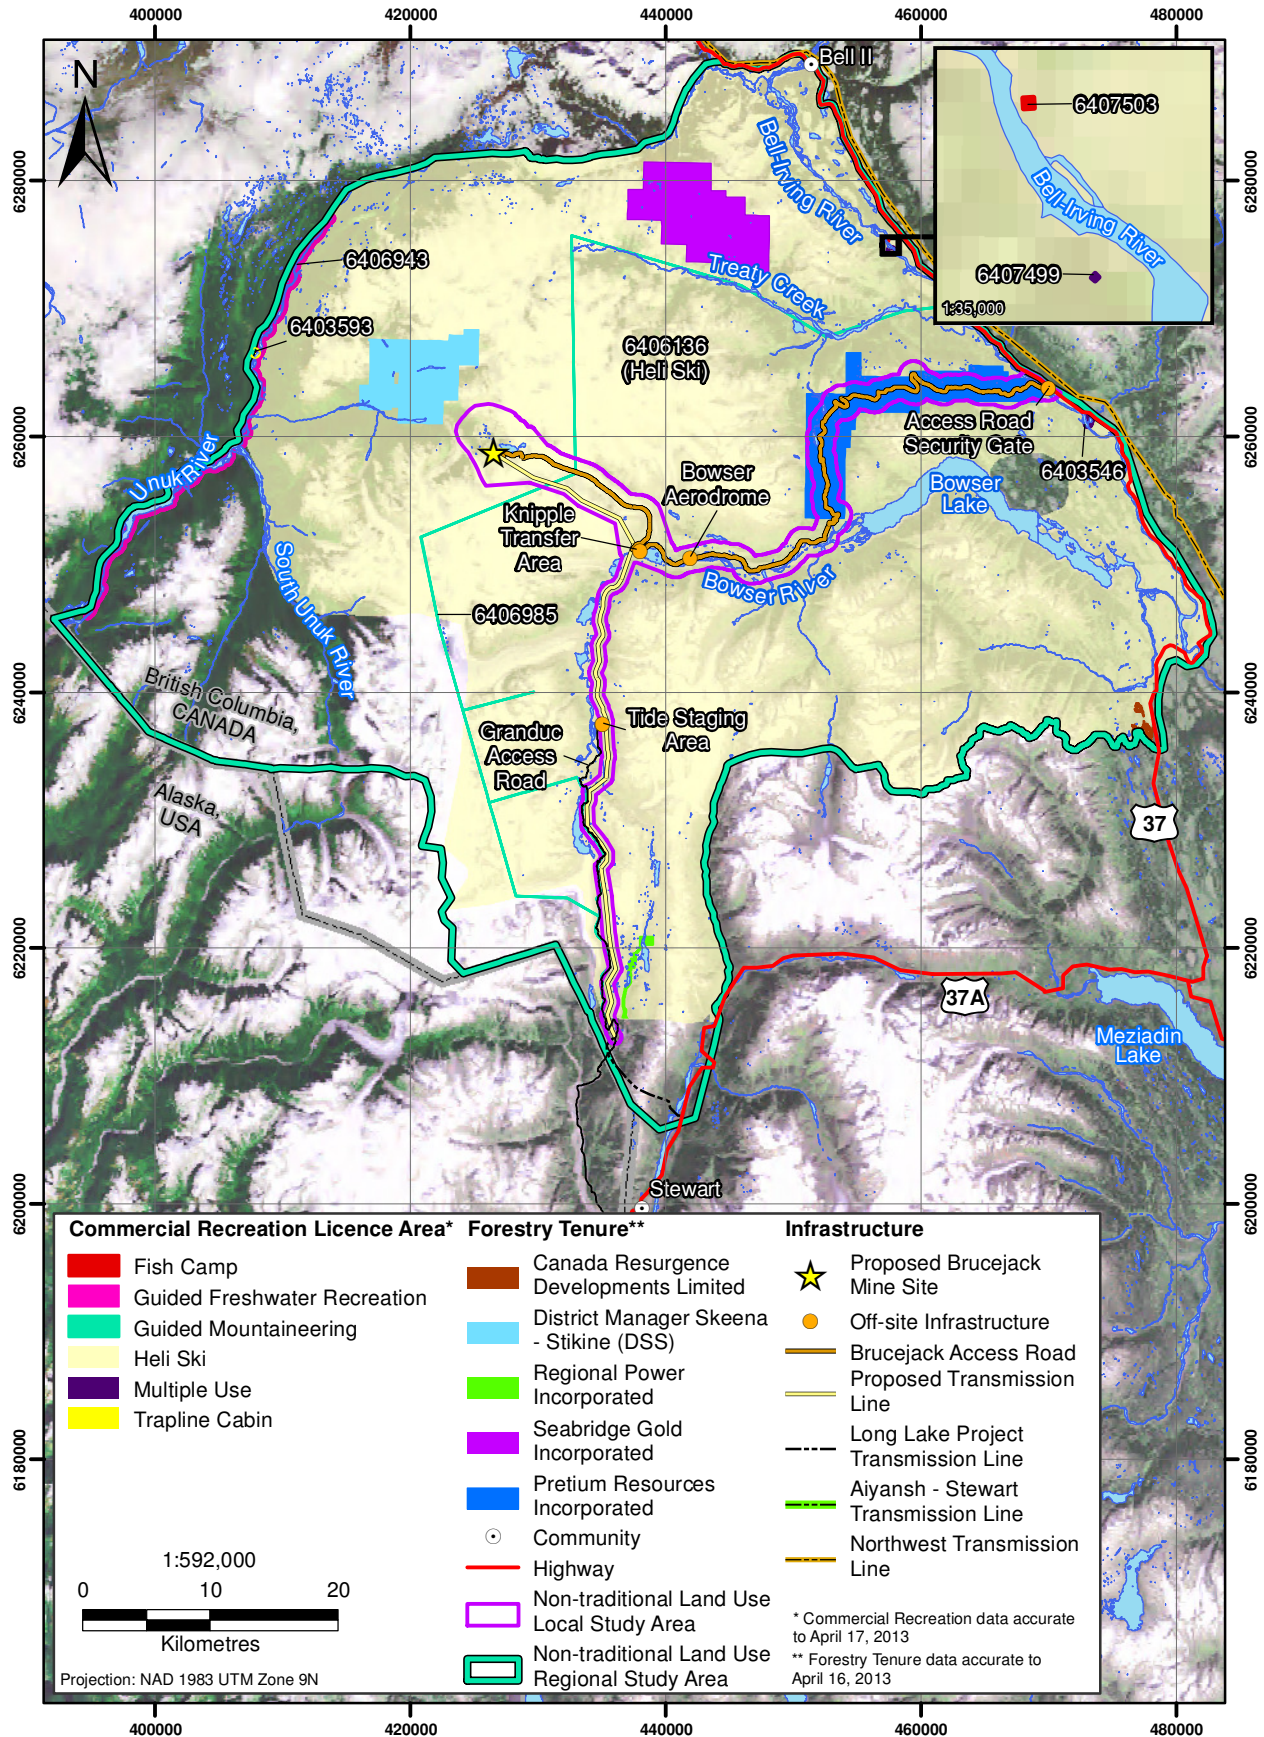 400000
420000
440000
460000
480000
N
Bell II
6407503
Bell-Irving River
6407499
1:35,000
6280000
6280000
Bell-Irving River
6406943
6403593
Treaty Creek
6406136
(Heli Ski)
Access Road
Security Gate
6260000
6260000
6403546
Unuk River
Bowser
Aerodrome
Bowser
Lake
Knipple
Transfer
Area
Bowser River
South Unuk River
6406985
British Columbia,
CANADA
6240000
6240000
Tide Staging
Area
Granduc
Access
Road
Alaska,
USA
37
6220000
6220000
37A
Meziadin
Lake
Stewart
6200000
6200000
6180000
6180000
Commercial Recreation Licence Area*
Fish Camp
Guided Freshwater Recreation
Guided Mountaineering
Heli Ski
Multiple Use
Trapline Cabin
1:592,000
0
10
20
Kilometres
Projection: NAD 1983 UTM Zone 9N
Forestry Tenure**
Canada Resurgence
Developments Limited
District Manager Skeena
- Stikine (DSS)
Regional Power
Incorporated
Seabridge Gold
Incorporated
Pretium Resources
Incorporated
Community
Highway
Non-traditional Land Use
Local Study Area
Non-traditional Land Use
Regional Study Area
Infrastructure
Proposed Brucejack
Mine Site
Off-site Infrastructure
Brucejack Access Road
Proposed Transmission
Line
Long Lake Project
Transmission Line
Aiyansh - Stewart
Transmission Line
Northwest Transmission
Line
* Commercial Recreation data accurate
to April 17, 2013
** Forestry Tenure data accurate to
April 16, 2013
400000
420000
440000
460000
480000